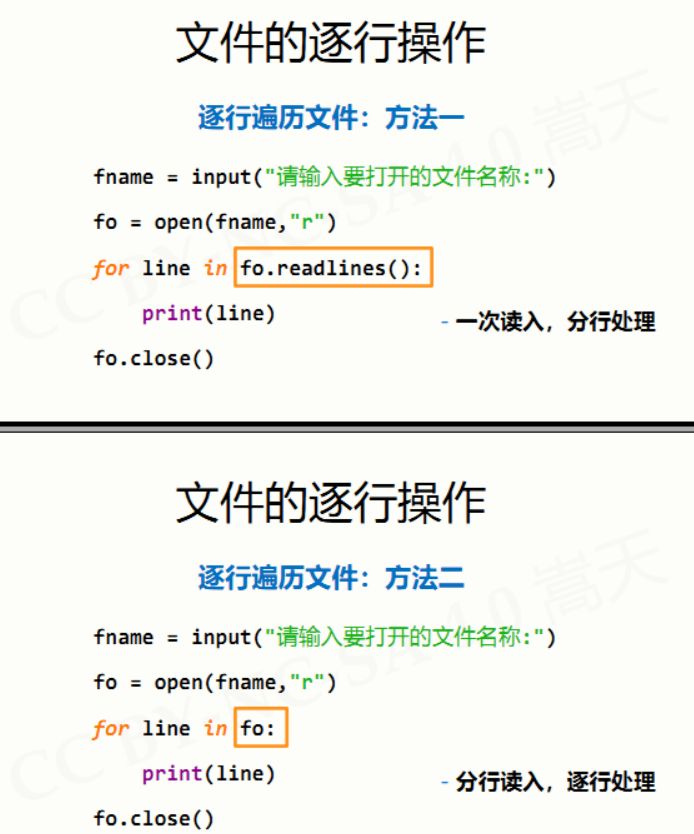 文件的逐行操作
逐行遍历文件：方法一
fname = input("请输入要打开的文件名称:")
fo = open(fname,"r")
for line in fo.readlines():
    print(line)
- 一次读入，分行处理
fo.close()
CC BY NC SA 4.0 嵩天
文件的逐行操作
逐行遍历文件：方法二
fname = input("请输入要打开的文件名称:")
fo = open(fname,"r")
for line in fo:
    print(line)
- 分行读入，逐行处理
fo.close()
CC BY NC SA 4.0 嵩天